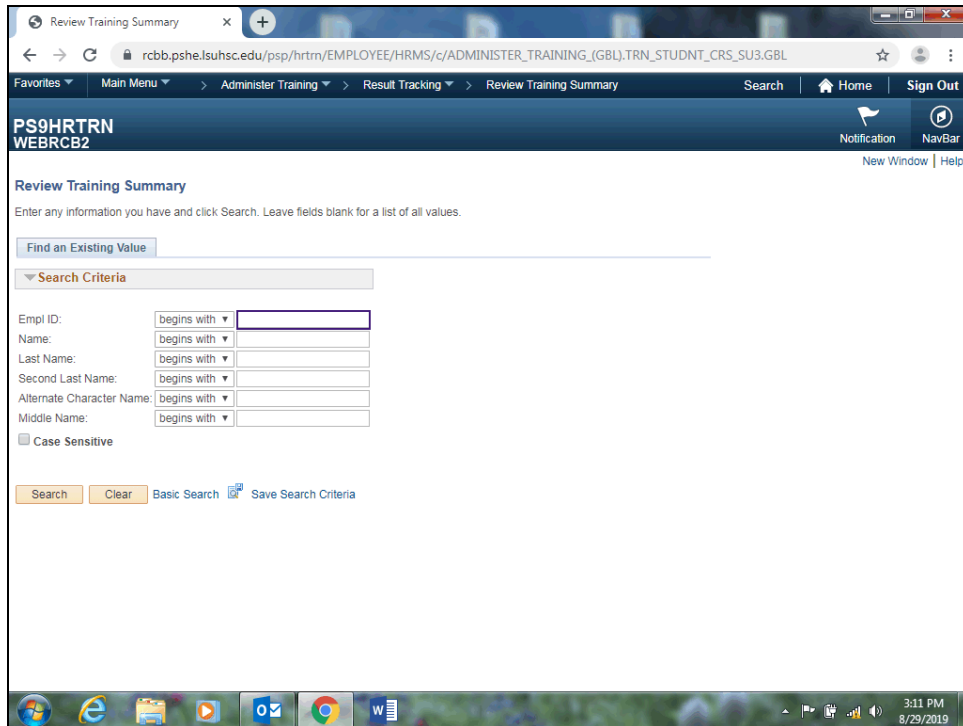 Review Training Summary
rcbb.pshe.lsuhsc.edu/psp/hrtrn/EMPLOYEE/HRMS/c/ADMINISTER_TRAINING_(GBL).TRN_STUDNT_CRS_SU3.GBL
Favorites Main Menu > Administer Training > Result Tracking > Review Training Summary Search Home Sign Out
PS9HRTRN
WEBRCB2
Notification NavBar
New Window | Help
Review Training Summary
Enter any information you have and click Search. Leave fields blank for a list of all values.
Find an Existing Value
Search Criteria
Empl ID: begins with
Name: begins with
Last Name: begins with
Second Last Name: begins with
Alternate Character Name: begins with
Middle Name: begins with
Case Sensitive
Search Clear Basic Search Save Search Criteria
3:11 PM
8/29/2019